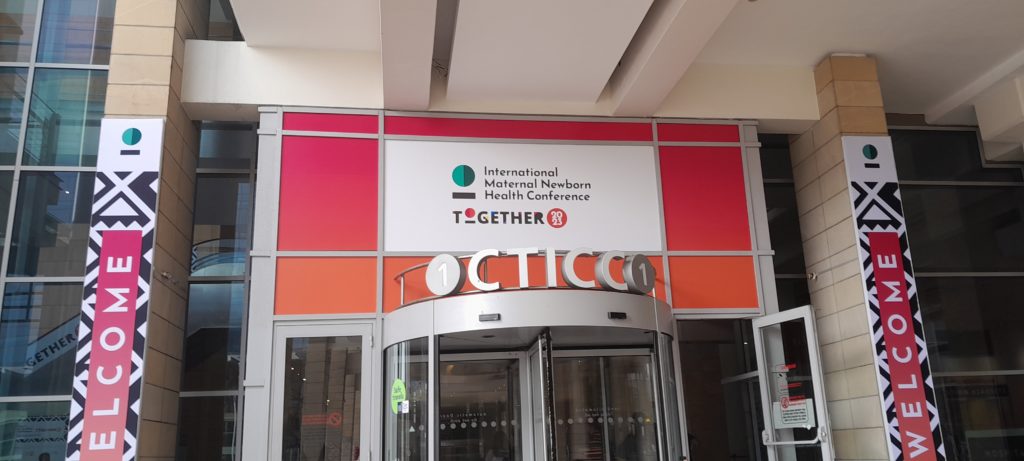 International
Maternal Newborn
Health Conference
TOGETHER 2023
1 CTICC 1
WELCOME
WELCOME